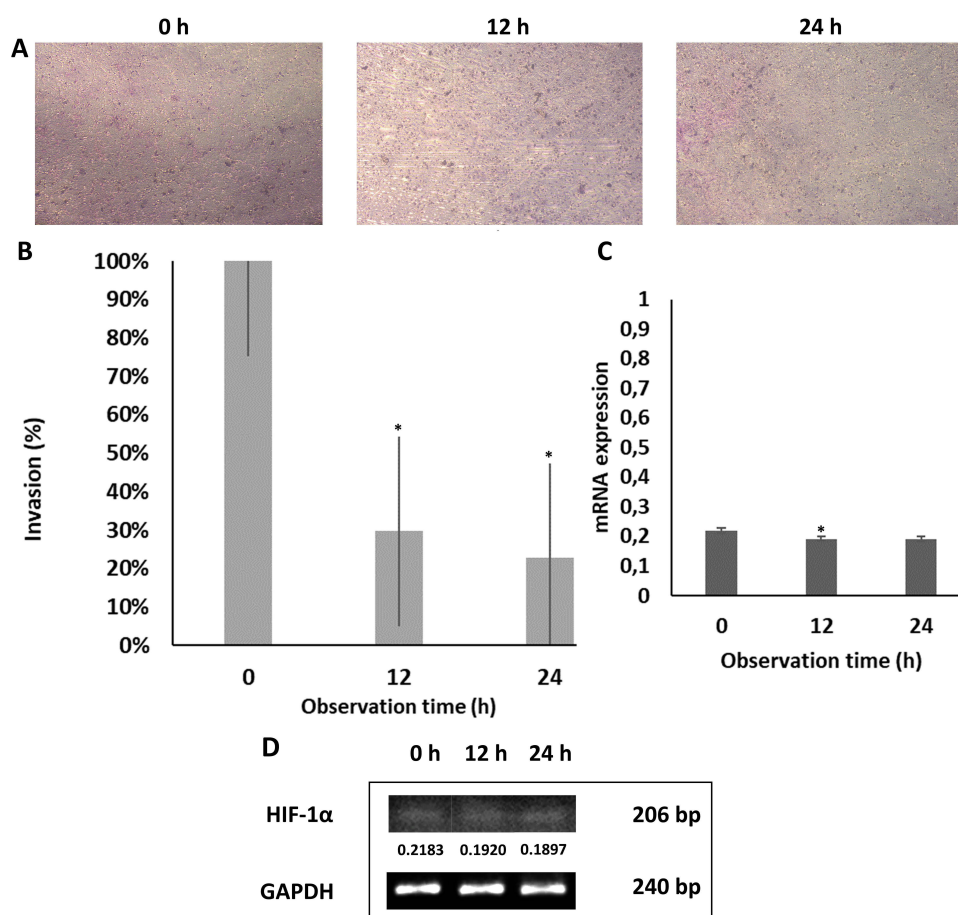 0 h 12 h 24 h
A
B
100%
90%
80%
70%
60%
50%
40%
30%
20%
10%
0%
Invasion (%)
* *
0 12 24
Observation time (h)
C
1
0,9
0,8
0,7
0,6
0,5
0,4
0,3
0,2
0,1
0
mRNA expression
*
0 12 24
Observation time (h)
D
0 h 12 h 24 h
HIF-1α 206 bp
0.2183 0.1920 0.1897
GAPDH 240 bp